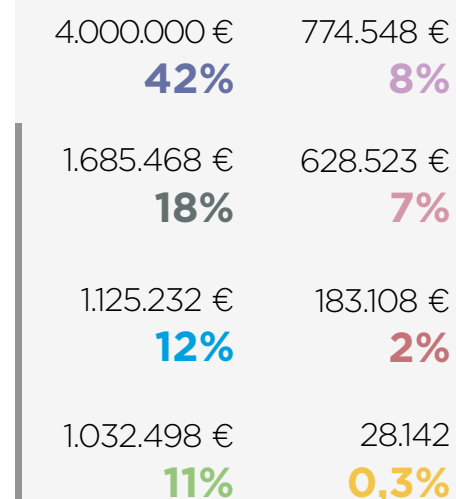 4.000.000 € 774.548 €
42% 8%
1.685.468 € 628.523 €
18% 7%
1.125.232 € 183.108 €
12% 2%
1.032.498 € 28.142
11% 0,3%